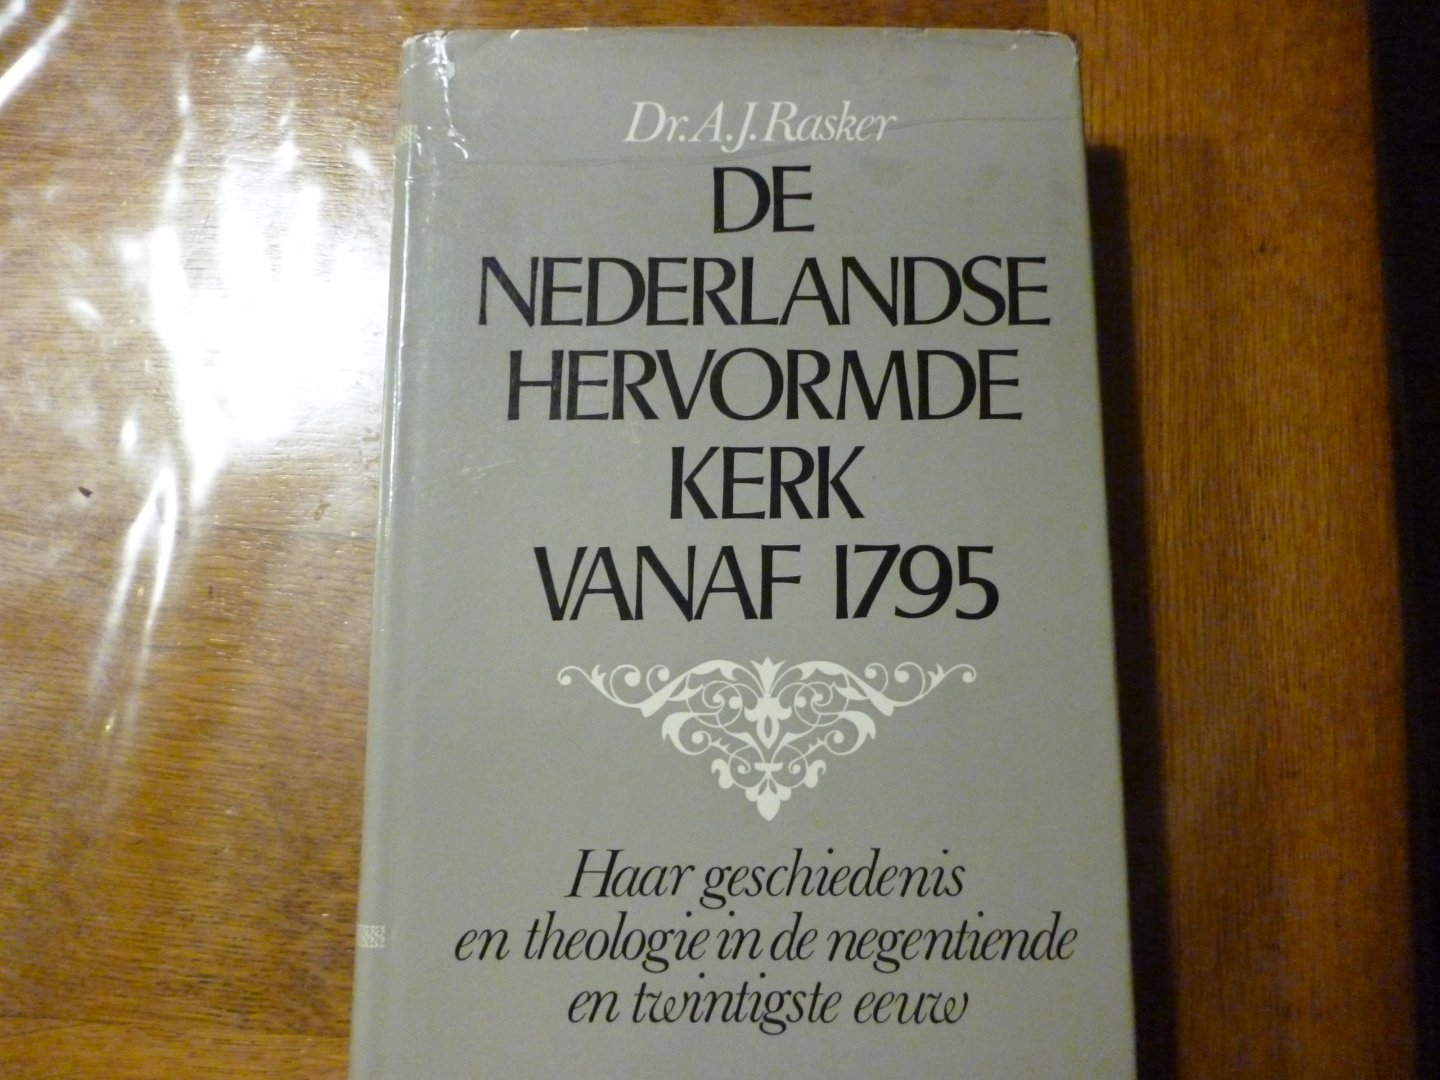 Dr. A.J. Rasker
DE
NEDERLANDSE
HERVORMDE
KERK
VANAF 1795
Haar geschiedenis
en theologie in de negentiende
en twintigste eeuw